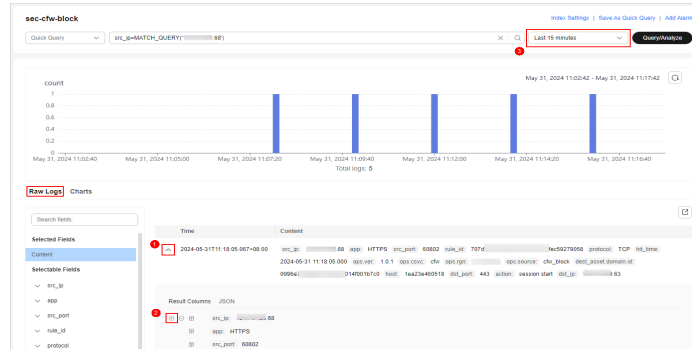 sec-cfw-block
Index Settings | Save As Quick Query | Add Alarm
Quick Query
src_ip=MATCH_QUERY(" .68")
Last 15 minutes
Query/Analyze
3
May 31, 2024 11:02:42 - May 31, 2024 11:17:42
count
1
0.8
0.6
0.4
0.2
0
May 31, 2024 11:02:40 May 31, 2024 11:05:00 May 31, 2024 11:07:20 May 31, 2024 11:09:40 May 31, 2024 11:12:00 May 31, 2024 11:14:20 May 31, 2024 11:16:40
Total logs: 5
Raw Logs Charts
Search fields.
Time Content
Selected Fields
1
2024-05-31T11:18:05.067+08:00 src_ip: .68 app: HTTPS src_port: 60802 rule_id: 707d fec59279058 protocol: TCP hit_time:
Content
2024-05-31 11:18:05.000 ops.ver: 1.0.1 ops.csvc: cfw ops.rgn: ops.source: cfw_block dest_asset.domain.id:
Selectable Fields
0996e 014f001b7c0 host: 1ea23e460518 dst_port: 443 action: session start dst_ip: 3.63
src_ip
app
Result Columns JSON
src_port
2
src_ip: .68
rule_id
app: HTTPS
protocol
src_port: 60802